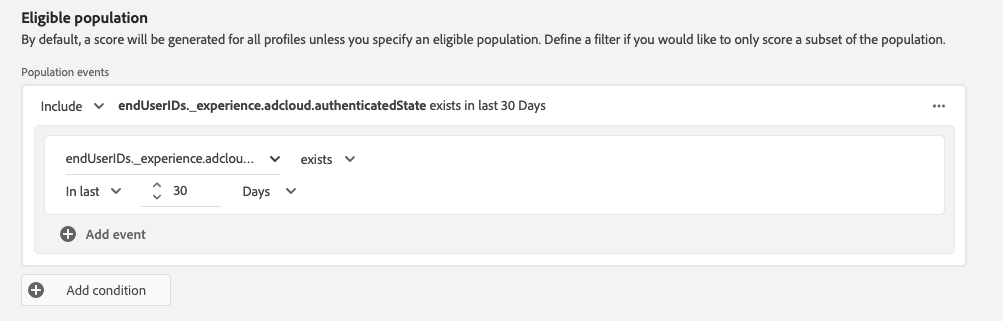 Eligible population
By default, a score will be generated for all profiles unless you specify an eligible population. Define a filter if you would like to only score a subset of the population.
Population events
Include endUserIDs._experience.adcloud.authenticatedState exists in last 30 Days
endUserIDs._experience.adclou... exists
In last 30 Days
Add event
Add condition